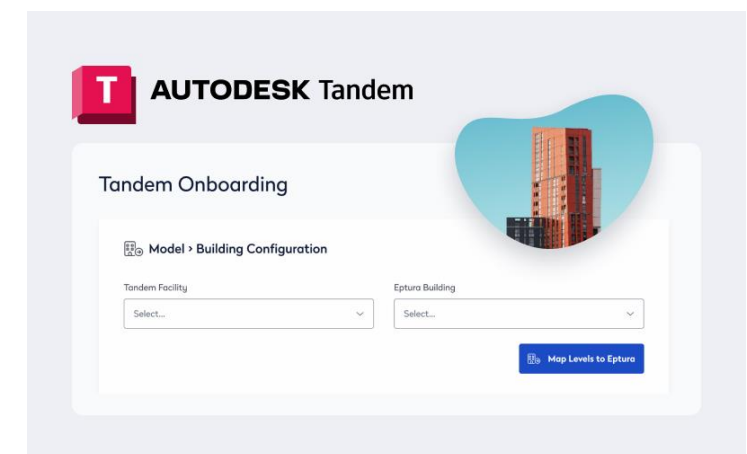 T AUTODESK Tandem
Tandem Onboarding
Model › Building Configuration
Tandem Facility
Eptura Building
Select...
Select...
Map Levels to Eptura